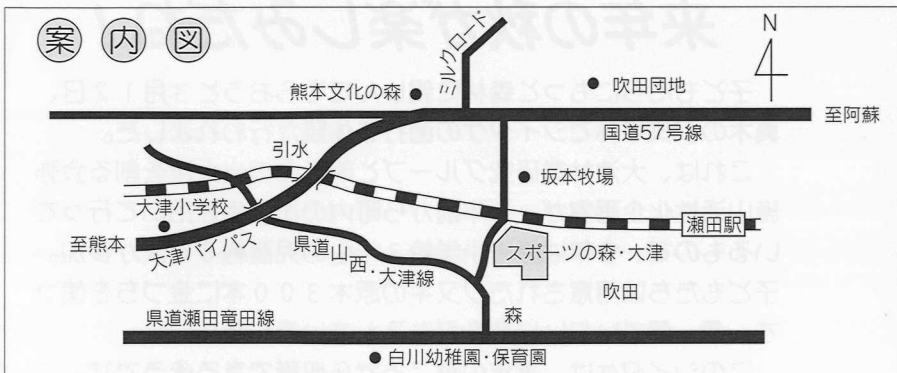 案内図
N
ミルクロード
熊本文化の森
吹田団地
至阿蘇
国道57号線
引水
坂本牧場
大津小学校
瀬田駅
至熊本
大津バイパス
県道山西・大津線
スポーツの森・大津
吹田
森
県道瀬田竜田線
白川幼稚園・保育園